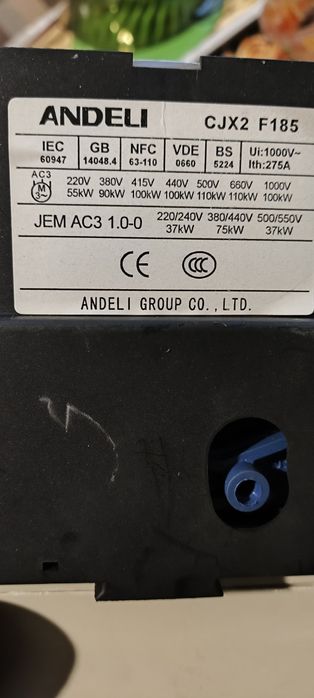 ANDELI CJX2 F185
IEC 60947 GB 14048.4 NFC 63-110 VDE 0660 BS 5224 Ui:1000V~ Ith:275A
AC3 M 3~ 220V 380V 415V 440V 500V 660V 1000V
55kW 90kW 100kW 100kW 110kW 110kW 100kW
JEM AC3 1.0-0 220/240V 380/440V 500/550V
37kW 75kW 37kW
CE CCC
ANDELI GROUP CO.,LTD.